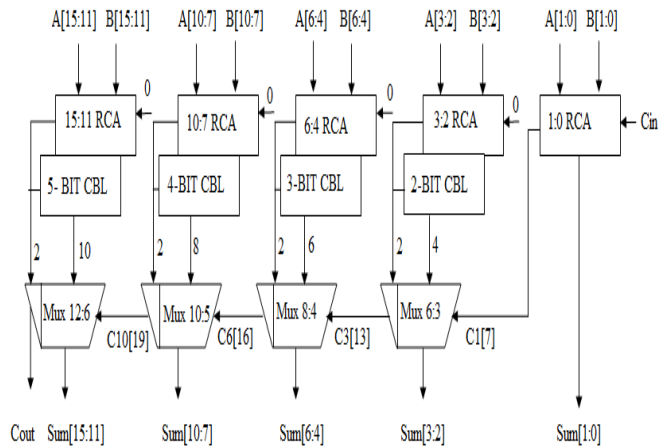 A[15:11] B[15:11] A[10:7] B[10:7] A[6:4] B[6:4] A[3:2] B[3:2] A[1:0] B[1:0]
0 0 0 0
15:11 RCA 10:7 RCA 6:4 RCA 3:2 RCA 1:0 RCA Cin
5- BIT CBL 4-BIT CBL 3-BIT CBL 2-BIT CBL
2 10 2 8 2 6 2 4
Mux 12:6 Mux 10:5 Mux 8:4 Mux 6:3
C10[19] C6[16] C3[13] C1[7]
Cout Sum[15:11] Sum[10:7] Sum[6:4] Sum[3:2] Sum[1:0]